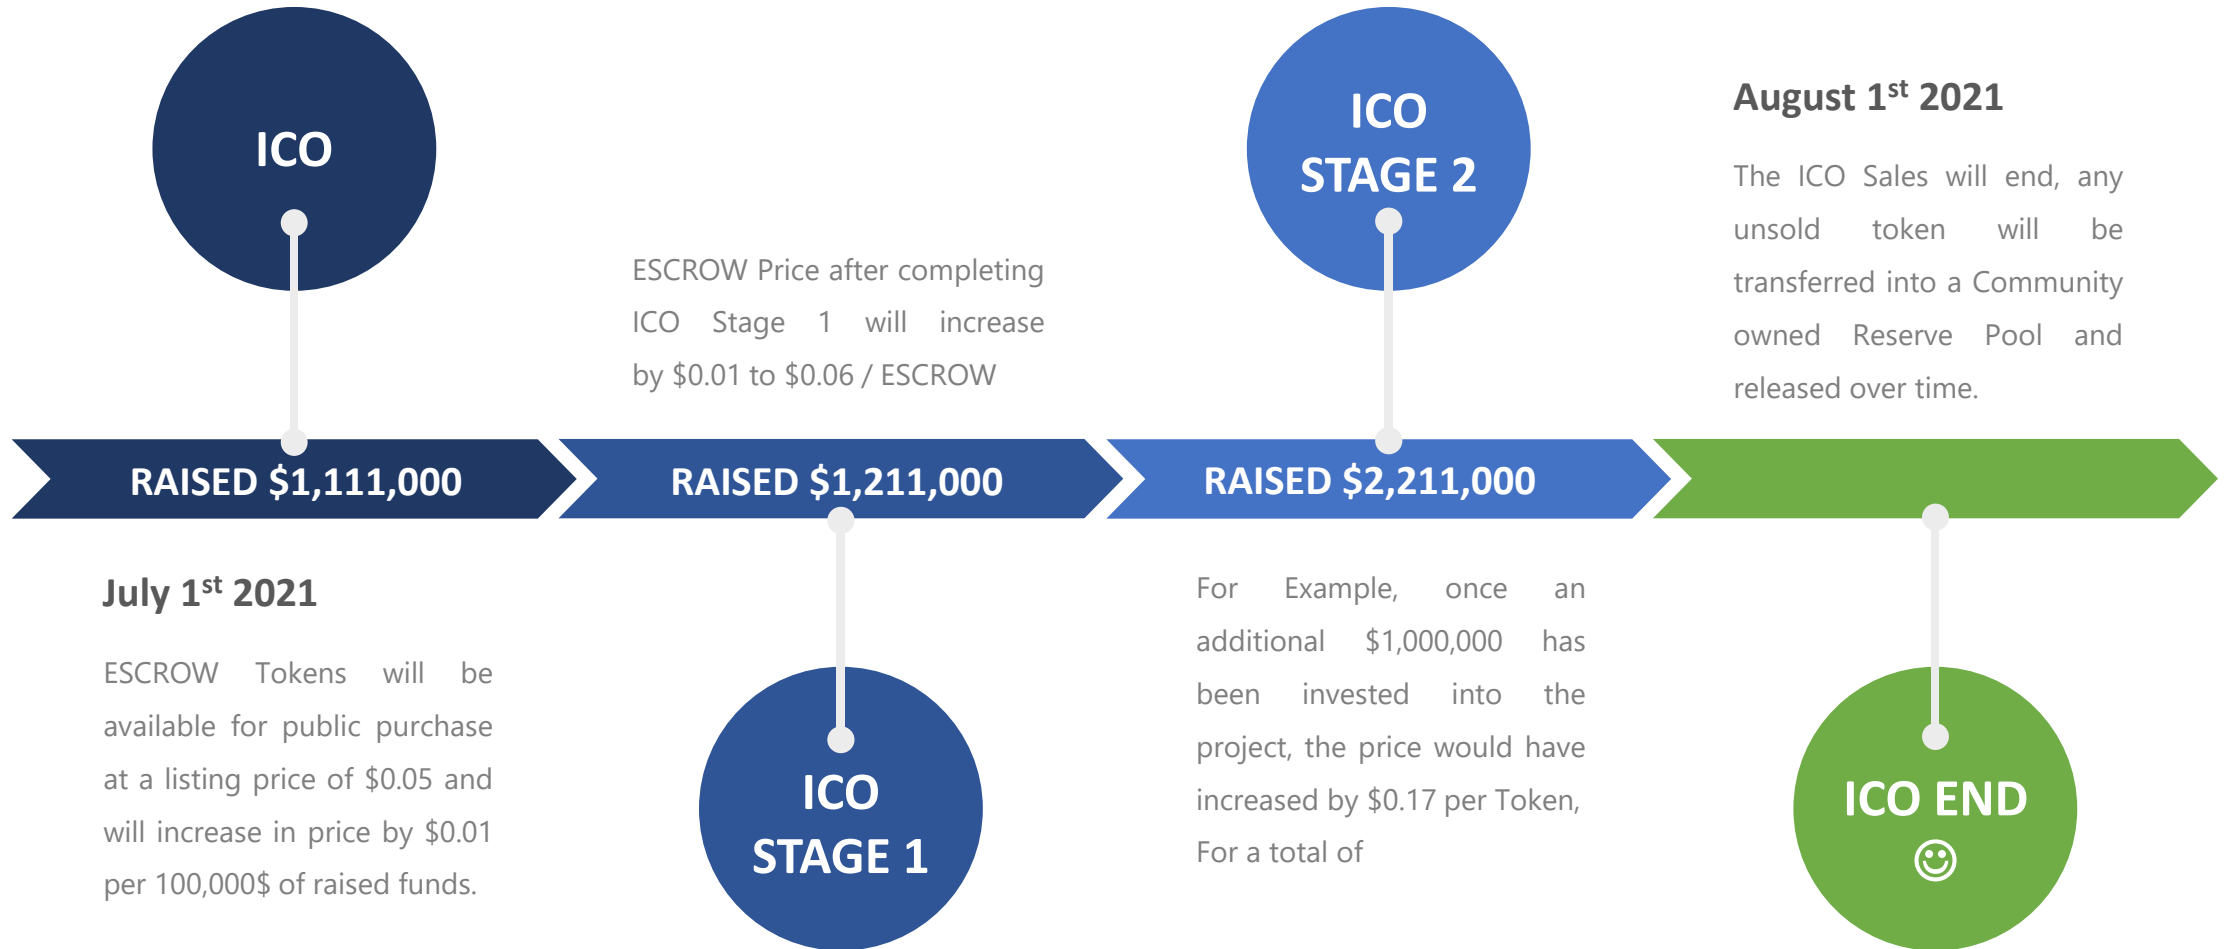 ICO
RAISED $1,111,000
July 1st 2021
ESCROW Tokens will be
available for public purchase
at a listing price of $0.05 and
will increase in price by $0.01
per 100,000$ of raised funds.
ESCROW Price after completing
ICO Stage 1 will increase
by $0.01 to $0.06 / ESCROW
RAISED $1,211,000
ICO
STAGE 1
ICO
STAGE 2
RAISED $2,211,000
For Example, once an
additional $1,000,000 has
been invested into the
project, the price would have
increased by $0.17 per Token,
For a total of
August 1st 2021
The ICO Sales will end, any
unsold token will be
transferred into a Community
owned Reserve Pool and
released over time.
ICO END